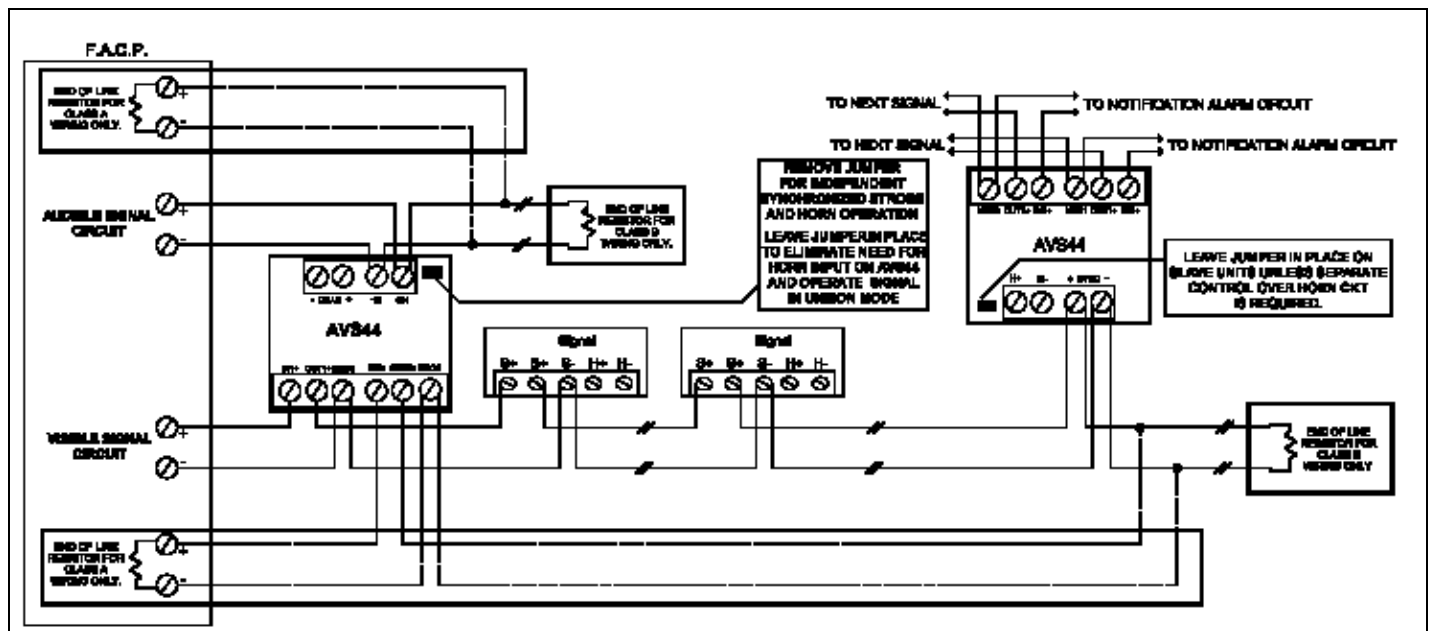 F.A.C.P.
END OF LINE
RESISTOR FOR
CLASS A
WIRING ONLY.
+
-
AUDIBLE SIGNAL
CIRCUIT
+
-
END OF LINE
RESISTOR FOR
CLASS B
WIRING ONLY.
REMOVE JUMPER
FOR INDEPENDENT
SYNCHRONIZED STROBE
AND HORN OPERATION
LEAVE JUMPER IN PLACE
TO ELIMINATE NEED FOR
HORN INPUT ON AVS44
AND OPERATE SIGNAL
IN UNISON MODE
TO NEXT SIGNAL
TO NOTIFICATION ALARM CIRCUIT
TO NEXT SIGNAL
TO NOTIFICATION ALARM CIRCUIT
AVS44
H+ H- + SYNC -
LEAVE JUMPER IN PLACE ON
SLAVE UNITS UNLESS SEPARATE
CONTROL OVER HORN CKT
IS REQUIRED.
-H +H
AVS44
Signal
S+ S+ S- H+ H-
Signal
S+ S+ S- H+ H-
VISIBLE SIGNAL
CIRCUIT
+
-
END OF LINE
RESISTOR FOR
CLASS B
WIRING ONLY
END OF LINE
RESISTOR FOR
CLASS A
WIRING ONLY.
+
-